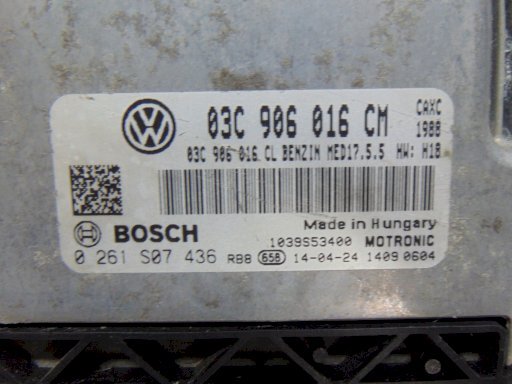 03C 906 016 CM CAXC
1988
03C 906 016 CL BENZIN MED17.5.5 HW: H18
Made in Hungary
BOSCH 1039S53400 MOTRONIC
0 261 S07 436 RBB 658 14-04-24 1409 0604